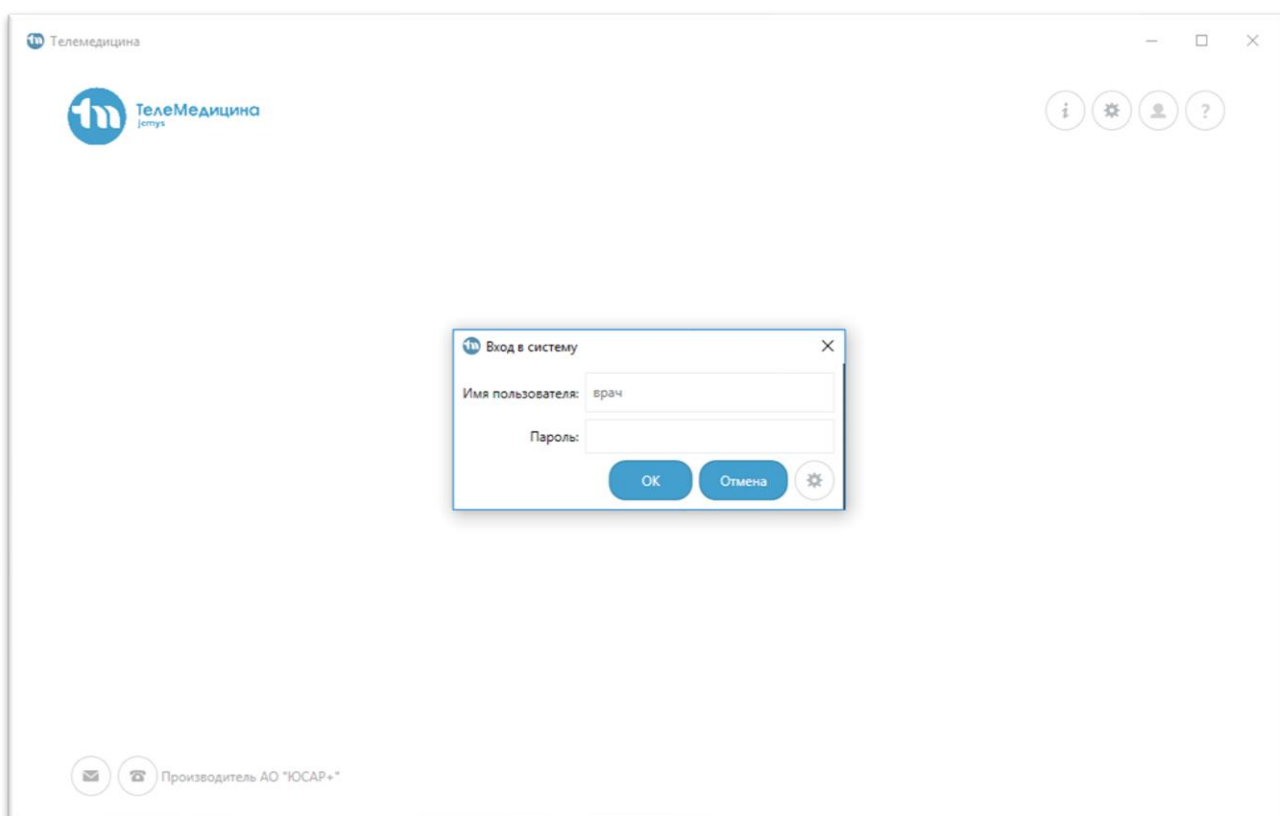 Телемедицина
ТелеМедицина
jemys
Вход в систему
Имя пользователя: врач
Пароль:
ОК Отмена
Производитель АО "ЮСАР+"